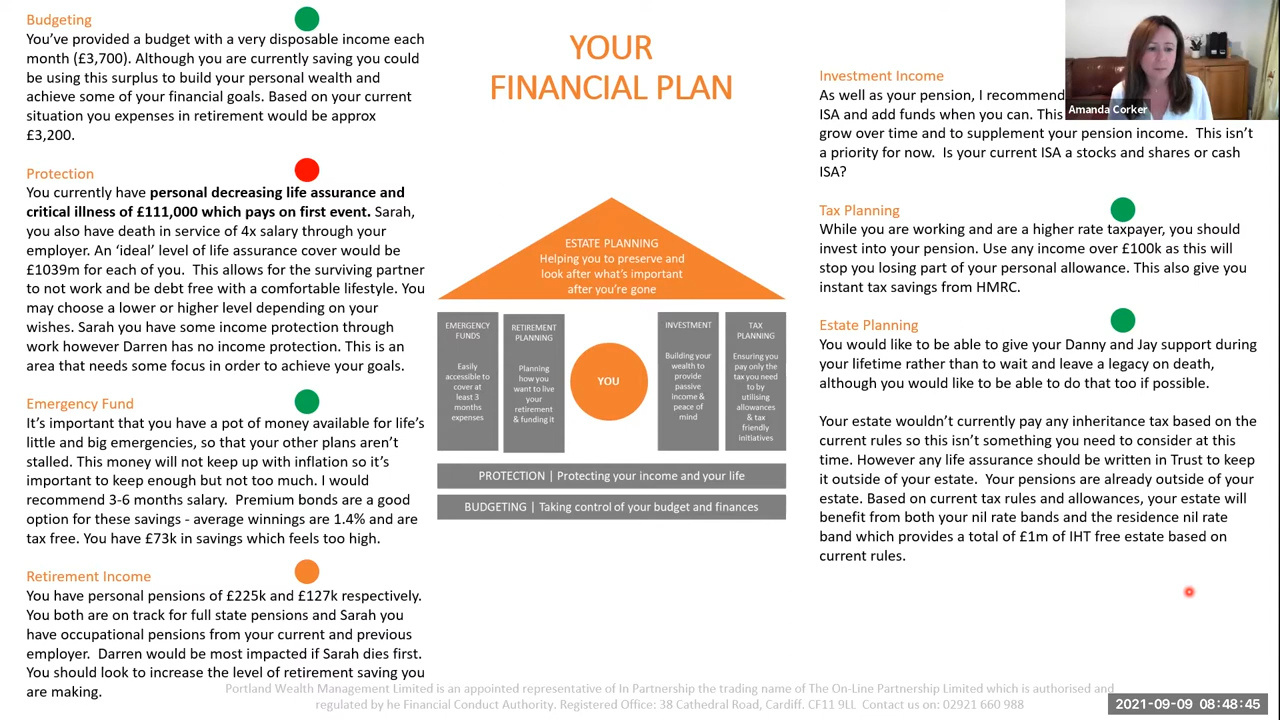 Budgeting
You've provided a budget with a very disposable income each
month (£3,700). Although you are currently saving you could
be using this surplus to build your personal wealth and
achieve some of your financial goals. Based on your current
situation you expenses in retirement would be approx
£3,200.
Protection
You currently have personal decreasing life assurance and
critical illness of £111,000 which pays on first event. Sarah,
you also have death in service of 4x salary through your
employer. An 'ideal' level of life assurance cover would be
£1039m for each of you. This allows for the surviving partner
to not work and be debt free with a comfortable lifestyle. You
may choose a lower or higher level depending on your
wishes. Sarah you have some income protection through
work however Darren has no income protection. This is an
area that needs some focus in order to achieve your goals.
Emergency Fund
It's important that you have a pot of money available for life's
little and big emergencies, so that your other plans aren't
stalled. This money will not keep up with inflation so it's
important to keep enough but not too much. I would
recommend 3-6 months salary. Premium bonds are a good
option for these savings - average winnings are 1.4% and are
tax free. You have £73k in savings which feels too high.
Retirement Income
You have personal pensions of £225k and £127k respectively.
You both are on track for full state pensions and Sarah you
have occupational pensions from your current and previous
employer. Darren would be most impacted if Sarah dies first.
You should look to increase the level of retirement saving you
are making.
YOUR
FINANCIAL PLAN
ESTATE PLANNING
Helping you to preserve and
look after what's important
after you're gone
EMERGENCY
FUNDS
Easily
accessible to
cover at
least 3
months
expenses
RETIREMENT
PLANNING
Planning
how you
want to live
your
retirement
& funding it
YOU
INVESTMENT
Building your
wealth to
provide
passive
income &
peace of
mind
TAX
PLANNING
Ensuring you
pay only the
tax you need
to by
utilising
allowances
& tax
friendly
initiatives
PROTECTION | Protecting your income and your life
BUDGETING | Taking control of your budget and finances
Investment Income
As well as your pension, I recommend
ISA and add funds when you can. This
grow over time and to supplement your pension income. This isn't
a priority for now. Is your current ISA a stocks and shares or cash
ISA?
Amanda Corker
Tax Planning
While you are working and are a higher rate taxpayer, you should
invest into your pension. Use any income over £100k as this will
stop you losing part of your personal allowance. This also give you
instant tax savings from HMRC.
Estate Planning
You would like to be able to give your Danny and Jay support during
your lifetime rather than to wait and leave a legacy on death,
although you would like to be able to do that too if possible.
Your estate wouldn't currently pay any inheritance tax based on the
current rules so this isn't something you need to consider at this
time. However any life assurance should be written in Trust to keep
it outside of your estate. Your pensions are already outside of your
estate. Based on current tax rules and allowances, your estate will
benefit from both your nil rate bands and the residence nil rate
band which provides a total of £1m of IHT free estate based on
current rules.
Portland Wealth Management Limited is an appointed representative of In Partnership the trading name of The On-Line Partnership Limited which is authorised and
regulated by he Financial Conduct Authority. Registered Office: 38 Cathedral Road, Cardiff. CF11 9LL Contact us on: 02921 660 988
2021-09-09 08:48:45